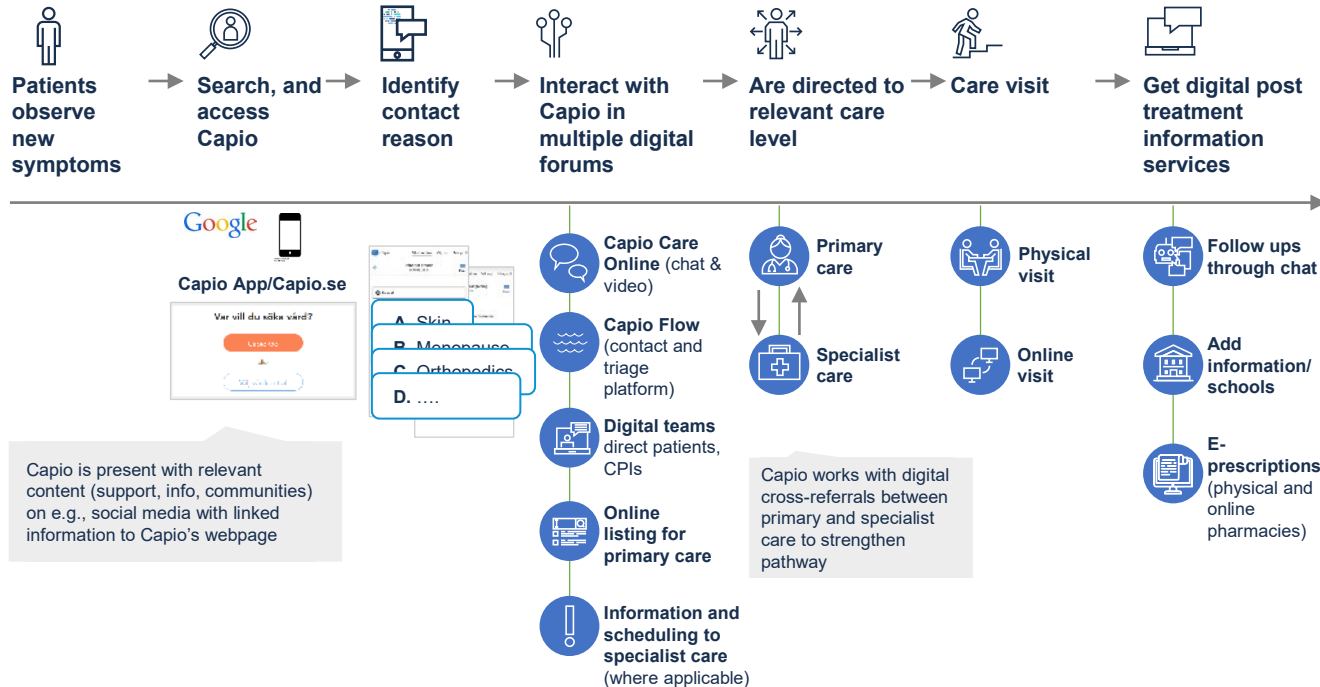 Patients
observe
new
symptoms
Search, and
access
Capio
Identify
contact
reason
Interact with
Capio in
multiple digital
forums
Are directed to
relevant care
level
Care visit
Get digital post
treatment
information
services
Google
Capio App/Capio.se
Var vill du söka vård?
A. Skin
B. Menopause
C. Orthopedics
D. ....
Capio is present with relevant
content (support, info, communities)
on e.g., social media with linked
information to Capio's webpage
Capio Care
Online (chat &
video)
Capio Flow
(contact and
triage
platform)
Digital teams
direct patients,
CPIs
Online
listing for
primary care
Information and
scheduling to
specialist care
(where applicable)
Primary
care
Specialist
care
Capio works with digital
cross-referrals between
primary and specialist
care to strengthen
pathway
Physical
visit
Online
visit
Follow ups
through chat
Add
information/
schools
E-
prescriptions
(physical and
online
pharmacies)